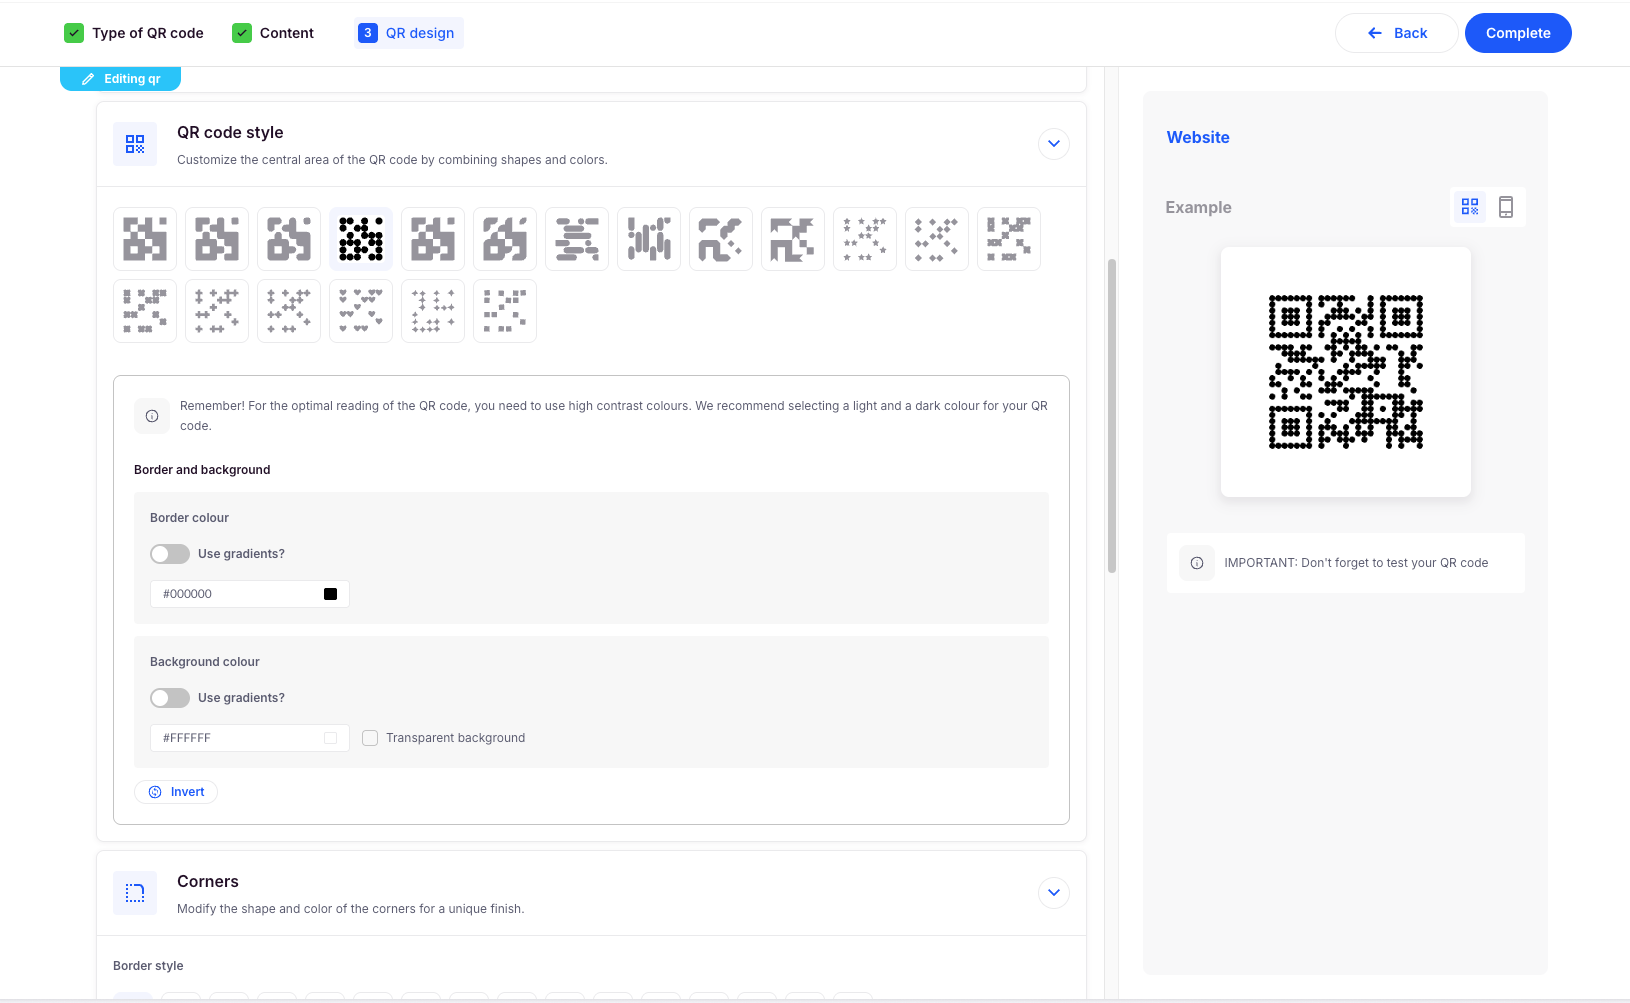 Type of QR code
Content
3
QR design
Back
Complete
Editing qr
QR code style
Customize the central area of the QR code by combining shapes and colors.
Remember! For the optimal reading of the QR code, you need to use high contrast colours. We recommend selecting a light and a dark colour for your QR
code.
Border and background
Border colour
Use gradients?
#000000
Background colour
Use gradients?
#FFFFFF
Transparent background
Invert
Corners
Modify the shape and color of the corners for a unique finish.
Border style
Website
Example
IMPORTANT: Don't forget to test your QR code